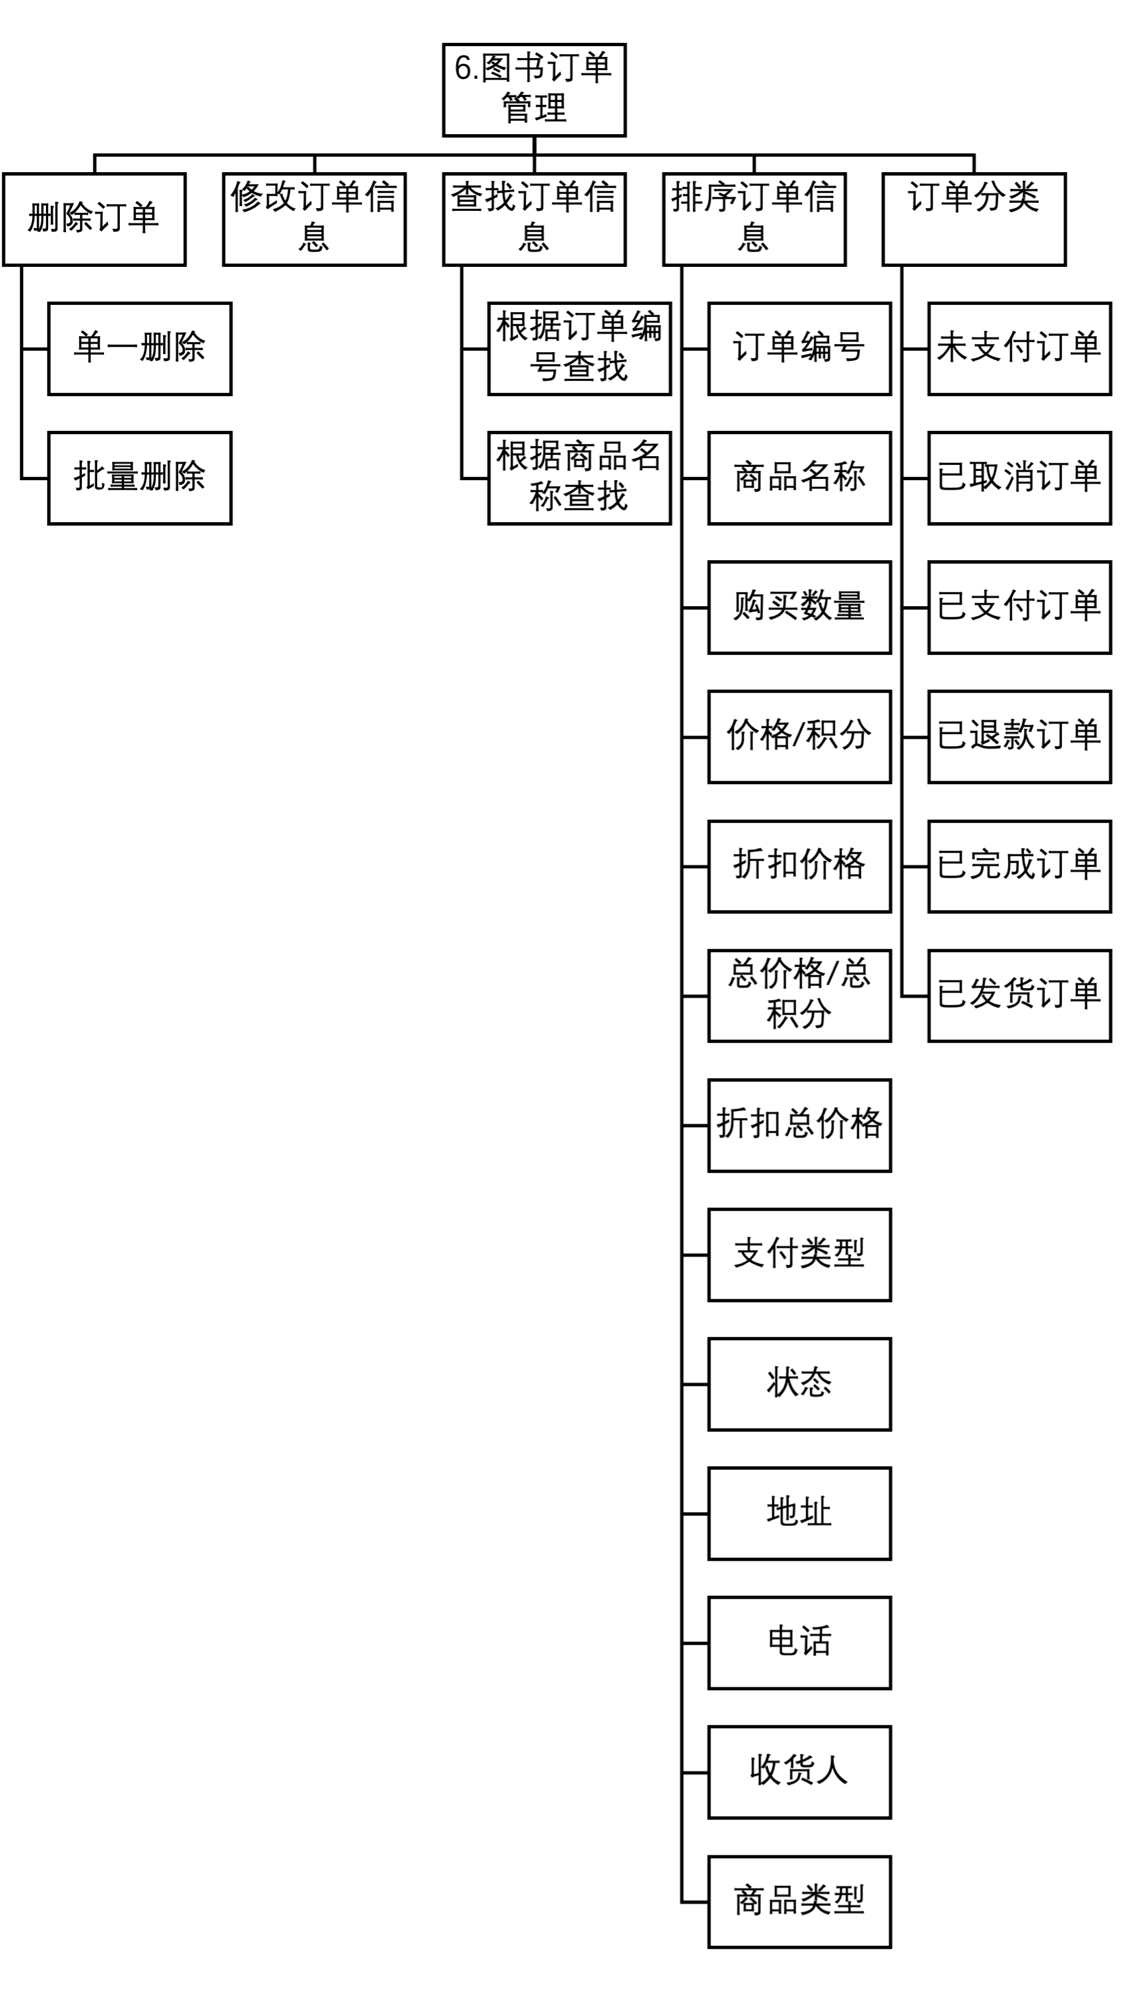 6.图书订单
管理
删除订单
修改订单信
息
查找订单信
息
排序订单信
息
订单分类
单一删除
批量删除
根据订单编
号查找
根据商品名
称查找
订单编号
商品名称
购买数量
价格/积分
折扣价格
总价格/总
积分
折扣总价格
支付类型
状态
地址
电话
收货人
商品类型
未支付订单
已取消订单
已支付订单
已退款订单
已完成订单
已发货订单